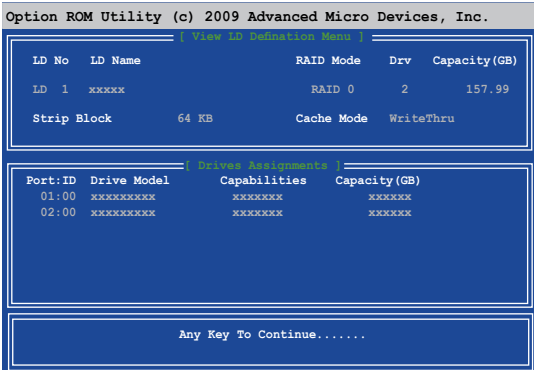 Option ROM Utility (c) 2009 Advanced Micro Devices, Inc.
[ View LD Defination Menu ]
LD No LD Name RAID Mode Drv Capacity(GB)
LD 1 xxxxx RAID 0 2 157.99
Strip Block 64 KB Cache Mode WriteThru
[ Drives Assignments ]
Port:ID Drive Model Capabilities Capacity(GB)
01:00 xxxxxxxxx xxxxxxx xxxxxx
02:00 xxxxxxxxx xxxxxxx xxxxxx
Any Key To Continue.......